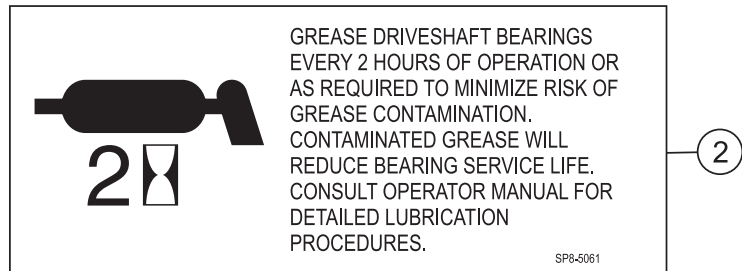 GREASE DRIVESHAFT BEARINGS
EVERY 2 HOURS OF OPERATION OR
AS REQUIRED TO MINIMIZE RISK OF
GREASE CONTAMINATION.
CONTAMINATED GREASE WILL
REDUCE BEARING SERVICE LIFE.
CONSULT OPERATOR MANUAL FOR
DETAILED LUBRICATION
PROCEDURES.
SP8-5061
2
2